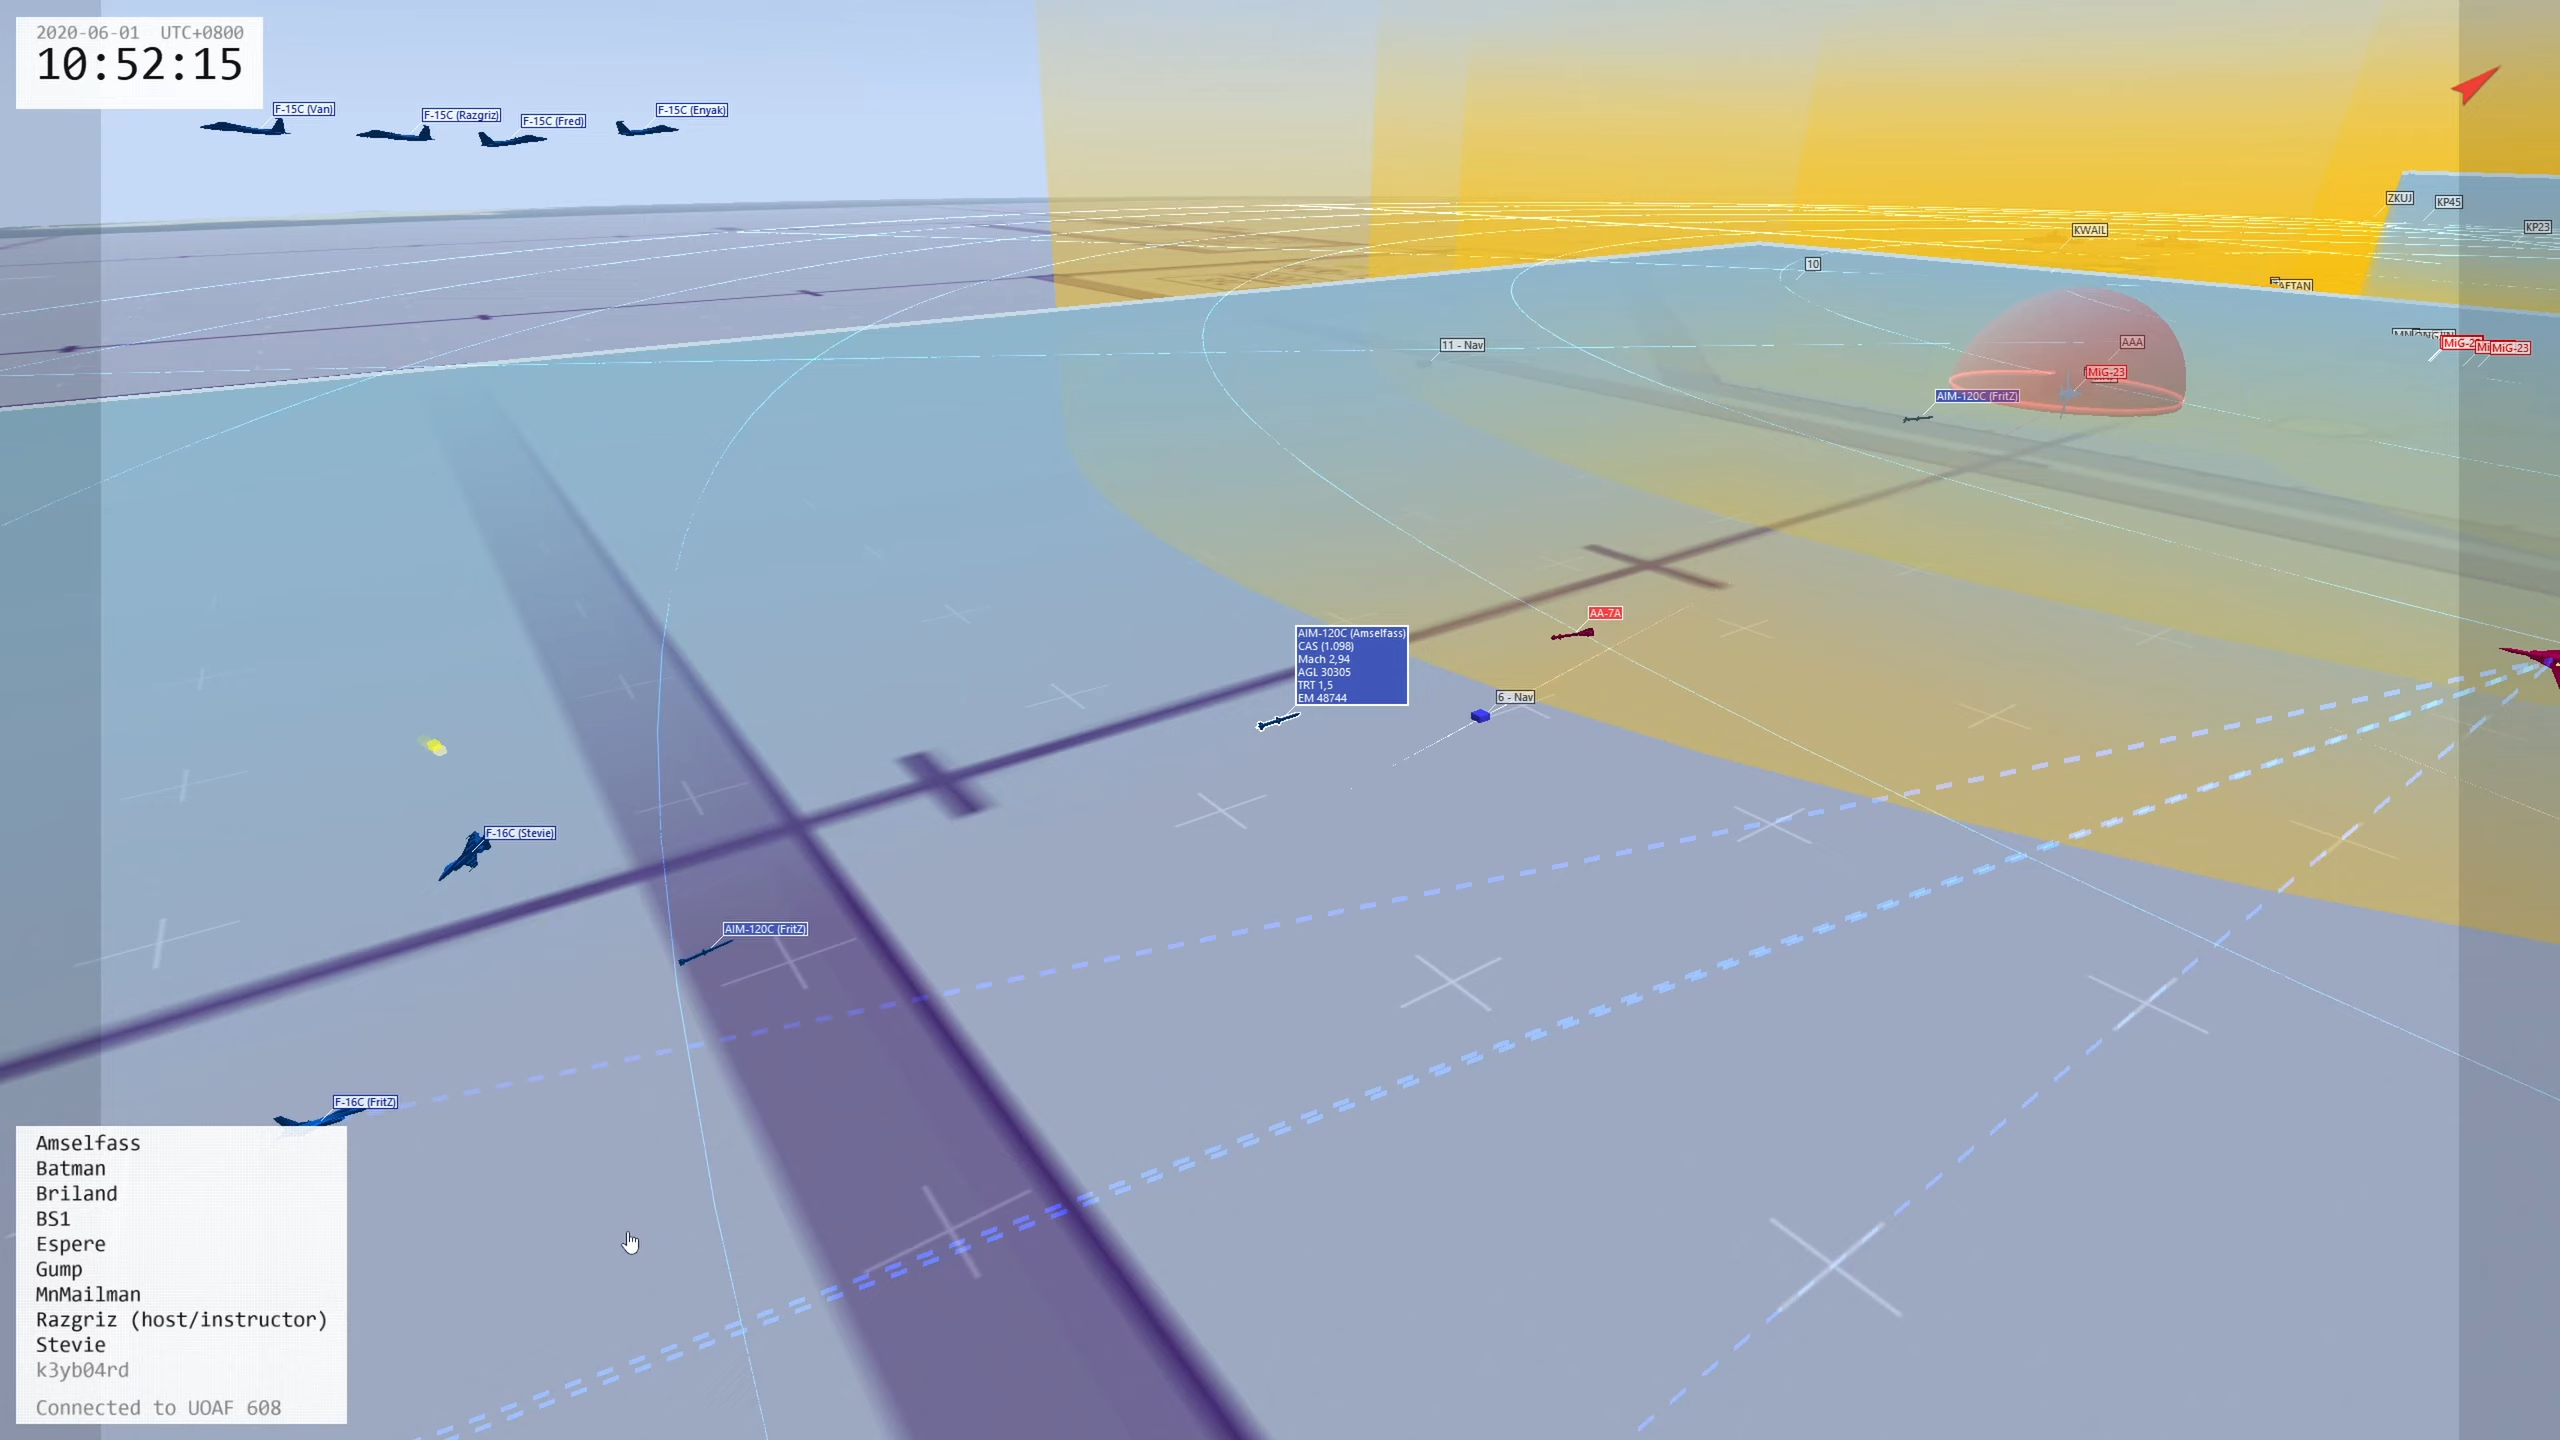 2020-06-01 UTC+0800
10:52:15
F-15C (Van)
F-15C (Razgriz)
F-15C (Fred)
F-15C (Enyak)
ZKUJ
KP45
KP23
KWAIL
10
11 - Nav
AAA
MiG-23
MiG-23
AIM-120C (FritZ)
AA-7A
AIM-120C (Amselfass)
CAS (1.098)
Mach 2,94
AGL 30305
TRT 1,5
EM 48744
6 - Nav
F-16C (Stevie)
AIM-120C (FritZ)
F-16C (FritZ)
Amselfass
Batman
Briland
BS1
Espere
Gump
MnMailman
Razgriz (host/instructor)
Stevie
k3yb04rd
Connected to UOAF 608